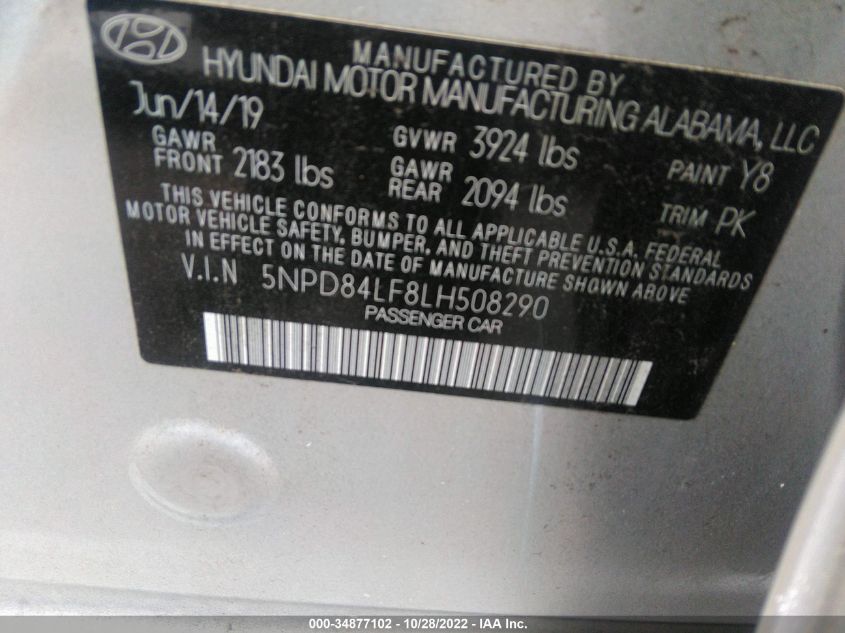 MANUFACTURED BY
HYUNDAI MOTOR MANUFACTURING ALABAMA, LLC
Jun/14/19
GAWR FRONT 2183 lbs
GVWR 3924 lbs
GAWR REAR 2094 lbs
PAINT Y8
TRIM PK
THIS VEHICLE CONFORMS TO ALL APPLICABLE U.S.A. FEDERAL
MOTOR VEHICLE SAFETY, BUMPER, AND THEFT PREVENTION STANDARDS
IN EFFECT ON THE DATE OF MANUFACTURE SHOWN ABOVE
V.I.N 5NPD84LF8LH508290
PASSENGER CAR
000-34877102 - 10/28/2022 - IAA Inc.